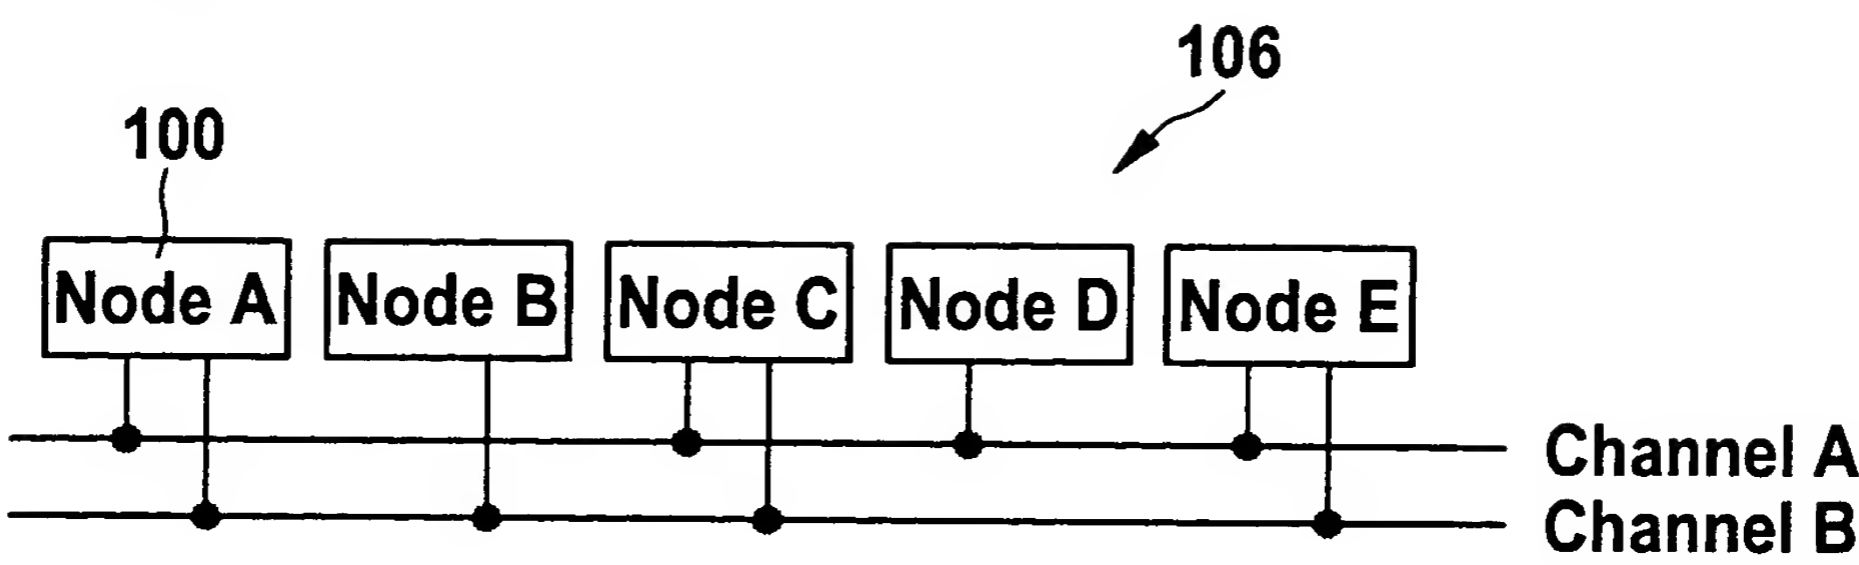 106
100
Node A
Node B
Node C
Node D
Node E
Channel A
Channel B